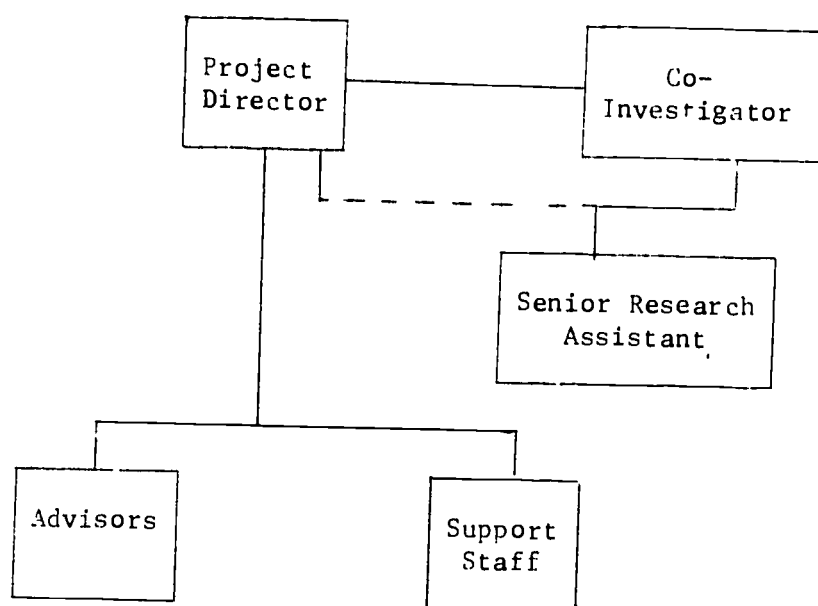 Project
Director
Co-
Investigator
Senior Research
Assistant
Advisors
Support
Staff